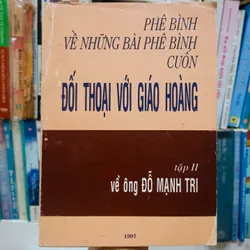 PHÊ BÌNH
VỀ NHỮNG BÀI PHÊ BÌNH
CUỐN
ĐỐI THOẠI VỚI GIÁO HOÀNG
tập II
về ông ĐỖ MẠNH TRI
1997